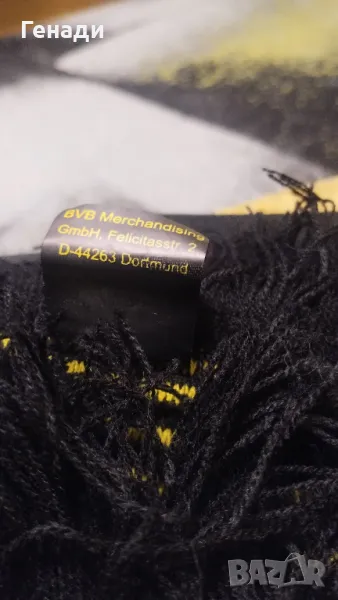 Генади
BVB Merchandising
GmbH, Felicitasstr. 2
D-44263 Dortmund
BAZAR